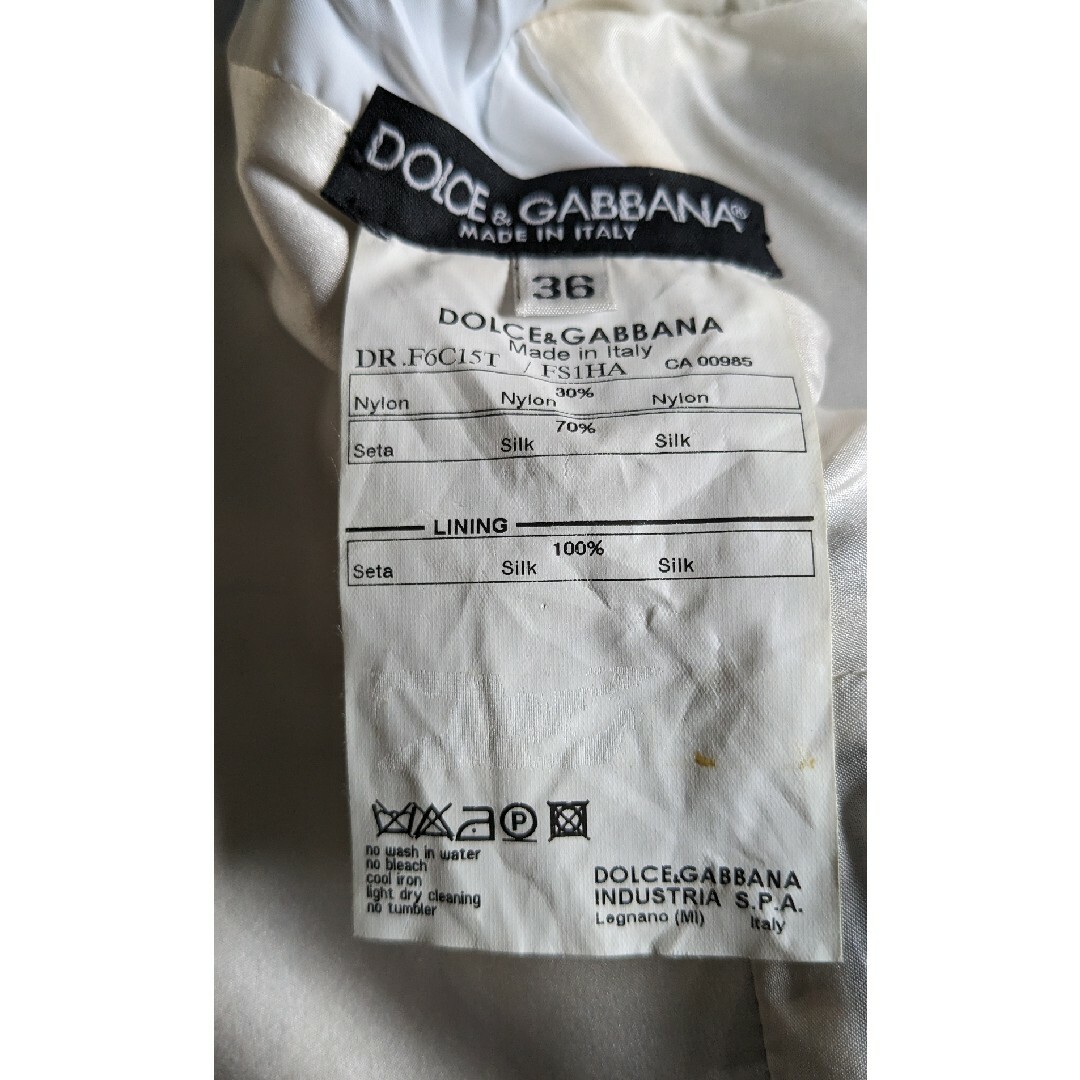 DOLCE & GABBANA®
MADE IN ITALY
36
DOLCE&GABBANA
Made in Italy
DR.F6C15T / FS1HA CA 00985
30%
Nylon Nylon Nylon
70%
Seta Silk Silk
LINING
100%
Seta Silk Silk
P
no wash in water
no bleach
cool iron
light dry cleaning
no tumbler
DOLCE&GABBANA
INDUSTRIA S.P.A.
Legnano (MI) Italy